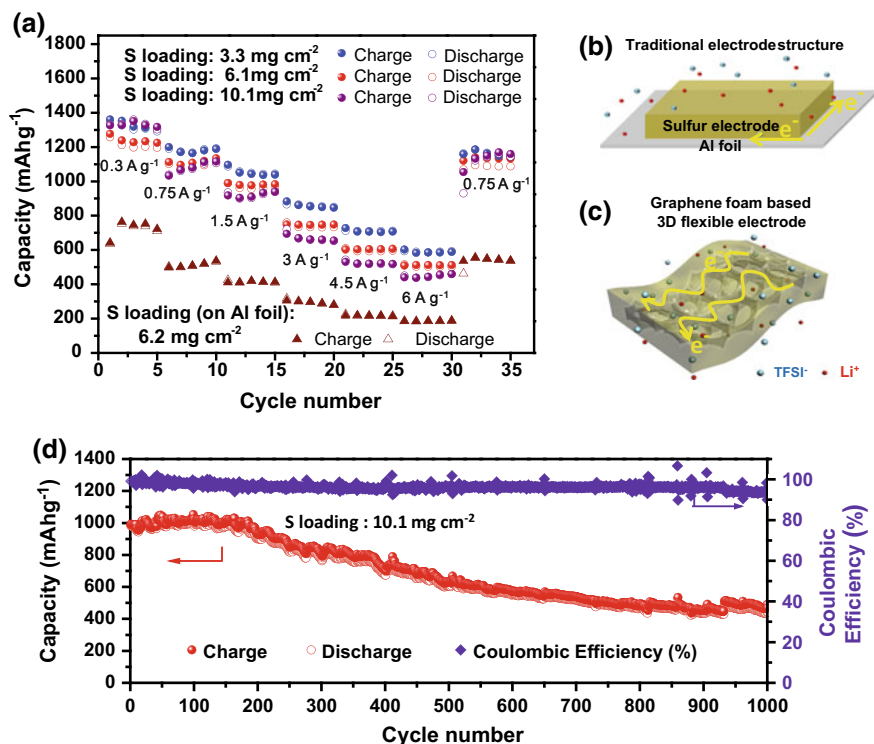 (a)
1800
1600
1400
1200
1000
800
600
400
200
0
Capacity (mAhg⁻¹)
S loading: 3.3 mg cm⁻²
S loading: 6.1mg cm⁻²
S loading: 10.1mg cm⁻²
Charge
Discharge
Charge
Discharge
Charge
Discharge
0.3 A g⁻¹
0.75 A g⁻¹
1.5 A g⁻¹
3 A g⁻¹
4.5 A g⁻¹
6 A g⁻¹
0.75 A g⁻¹
S loading (on Al foil):
6.2 mg cm⁻²
Charge
Discharge
0 5 10 15 20 25 30 35
Cycle number
(b)
Traditional electrode structure
Sulfur electrode
Al foil
e⁻
e⁻
(c)
Graphene foam based
3D flexible electrode
e⁻
e⁻
TFSI⁻
Li⁺
(d)
1400
1200
1000
800
600
400
200
0
Capacity (mAhg⁻¹)
S loading : 10.1 mg cm⁻²
Charge
Discharge
Coulombic Efficiency (%)
100
80
60
40
20
0
Coulombic
Efficiency (%)
0 100 200 300 400 500 600 700 800 900 1000
Cycle number